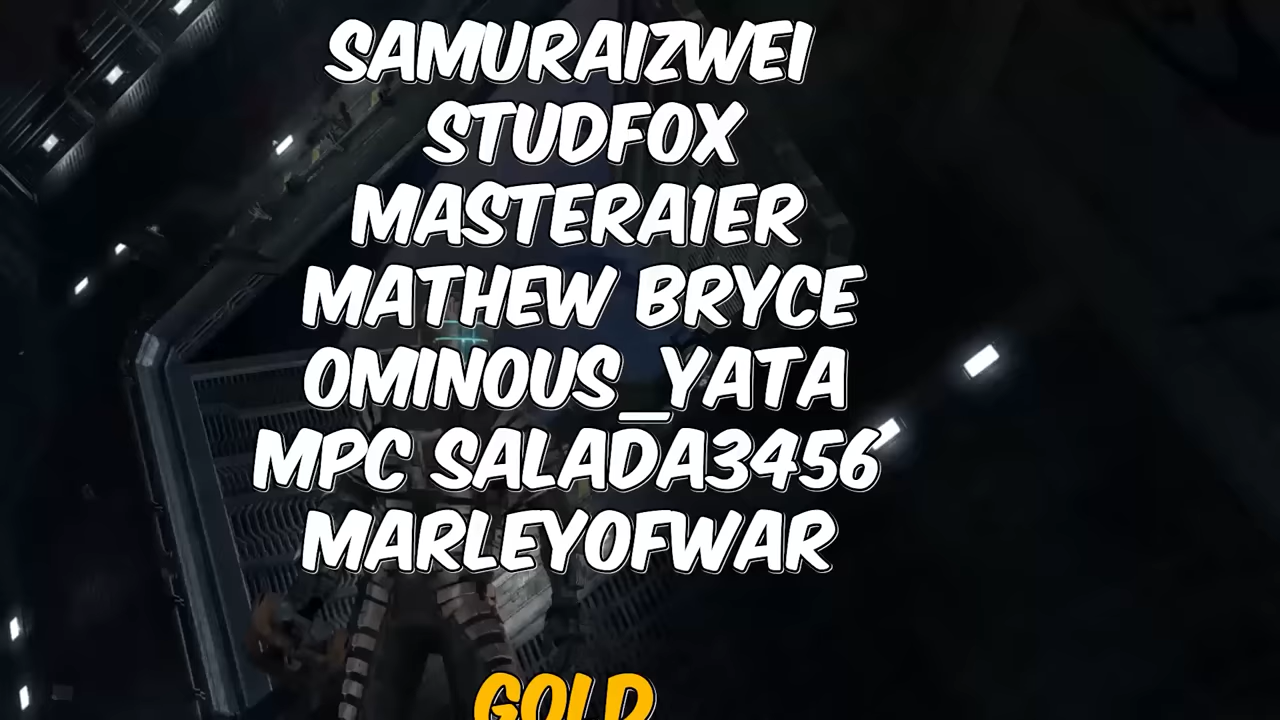 SAMURAIZWEI
STUDFOX
MASTERAIER
MATHEW BRYCE
OMINOUS_YATA
MPC SALADA3456
MARLEYOFWAR
GOLD